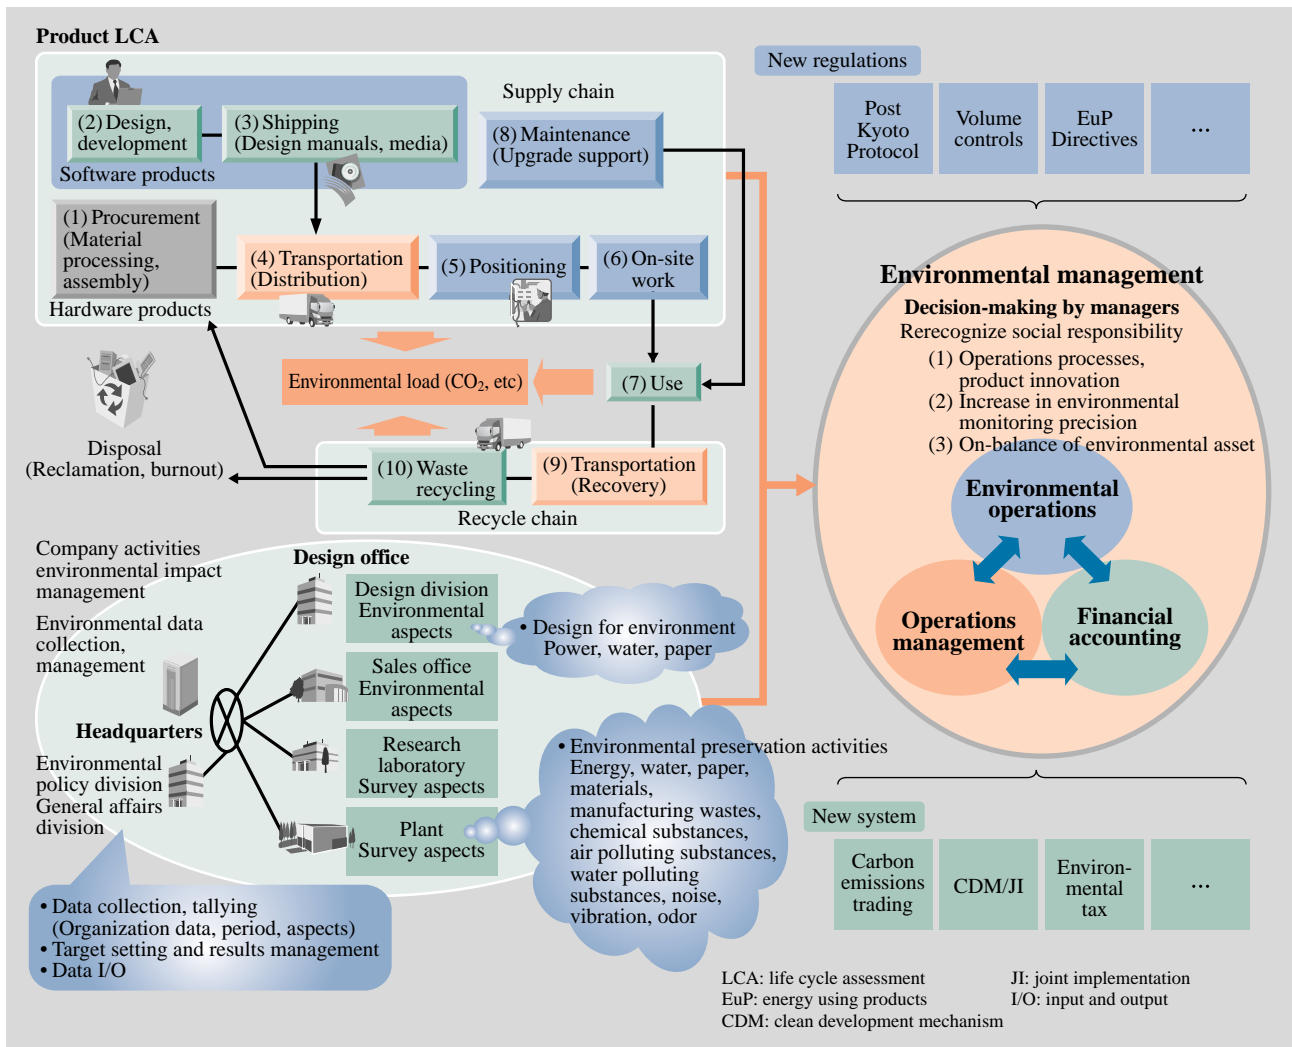 Product LCA
(2) Design,
development
(3) Shipping
(Design manuals, media)
Software products
Supply chain
(8) Maintenance
(Upgrade support)
(1) Procurement
(Material
processing,
assembly)
Hardware products
(4) Transportation
(Distribution)
(5) Positioning
(6) On-site
work
Environmental load (CO₂, etc)
(7) Use
Disposal
(Reclamation, burnout)
(10) Waste
recycling
(9) Transportation
(Recovery)
Recycle chain
New regulations
Post
Kyoto
Protocol
Volume
controls
EuP
Directives
...
Environmental management
Decision-making by managers
Rerecognize social responsibility
(1) Operations processes,
product innovation
(2) Increase in environmental
monitoring precision
(3) On-balance of environmental asset
Environmental
operations
Operations
management
Financial
accounting
Company activities
environmental impact
management
Environmental data
collection,
management
Headquarters
Environmental
policy division
General affairs
division
Design office
Design division
Environmental
aspects
Sales office
Environmental
aspects
Research
laboratory
Survey aspects
Plant
Survey aspects
• Design for environment
Power, water, paper
• Environmental preservation activities
Energy, water, paper,
materials,
manufacturing wastes,
chemical substances,
air polluting substances,
water polluting
substances, noise,
vibration, odor
• Data collection, tallying
(Organization data, period, aspects)
• Target setting and results management
• Data I/O
New system
Carbon
emissions
trading
CDM/JI
Environ-
mental
tax
...
LCA: life cycle assessment
EuP: energy using products
CDM: clean development mechanism
JI: joint implementation
I/O: input and output